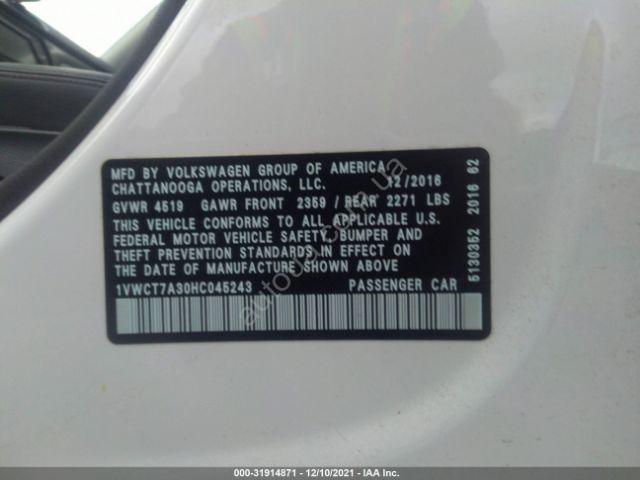 MFD BY VOLKSWAGEN GROUP OF AMERICA
CHATTANOOGA OPERATIONS, LLC. 12/2016
GVWR 4519 GAWR FRONT 2359 / REAR 2271 LBS
THIS VEHICLE CONFORMS TO ALL APPLICABLE U.S.
FEDERAL MOTOR VEHICLE SAFETY, BUMPER AND
THEFT PREVENTION STANDARDS IN EFFECT ON
THE DATE OF MANUFACTURE SHOWN ABOVE
1VWCT7A30HC045243 PASSENGER CAR
5130352 2016 62
autoauctions.io
000-31914871 - 12/10/2021 - IAA Inc.